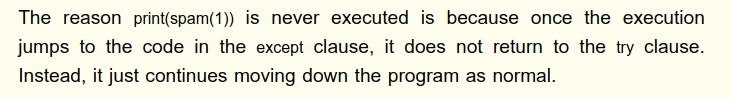 The reason print(spam(1)) is never executed is because once the execution
jumps to the code in the except clause, it does not return to the try clause.
Instead, it just continues moving down the program as normal.